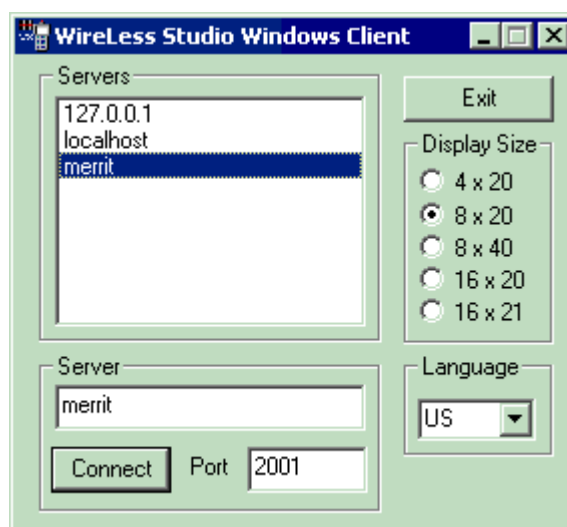 WireLess Studio Windows Client
Servers
127.0.0.1
localhost
merrit
Exit
Display Size
4 x 20
8 x 20
8 x 40
16 x 20
16 x 21
Server
merrit
Connect Port 2001
Language
US